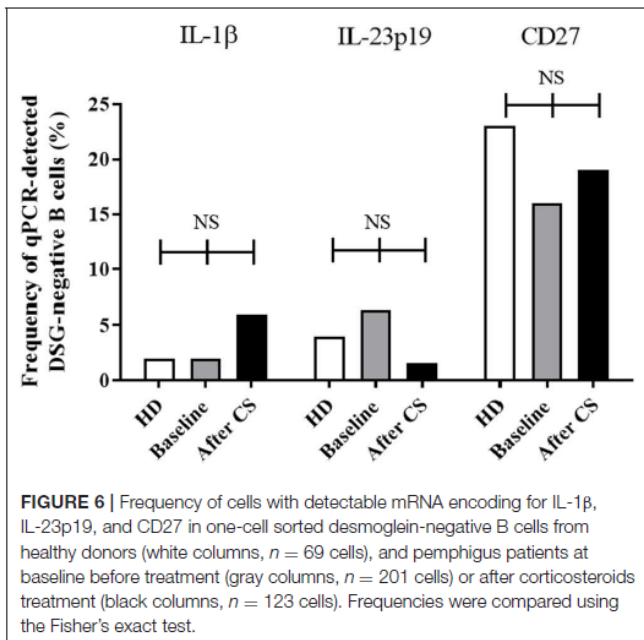 IL-1β IL-23p19 CD27
Frequency of qPCR-detected
DSG-negative B cells (%)
25
20
15
10
5
0
NS
NS
NS
HD
Baseline
After CS
HD
Baseline
After CS
HD
Baseline
After CS
FIGURE 6 | Frequency of cells with detectable mRNA encoding for IL-1β,
IL-23p19, and CD27 in one-cell sorted desmoglein-negative B cells from
healthy donors (white columns, n = 69 cells), and pemphigus patients at
baseline before treatment (gray columns, n = 201 cells) or after corticosteroids
treatment (black columns, n = 123 cells). Frequencies were compared using
the Fisher's exact test.